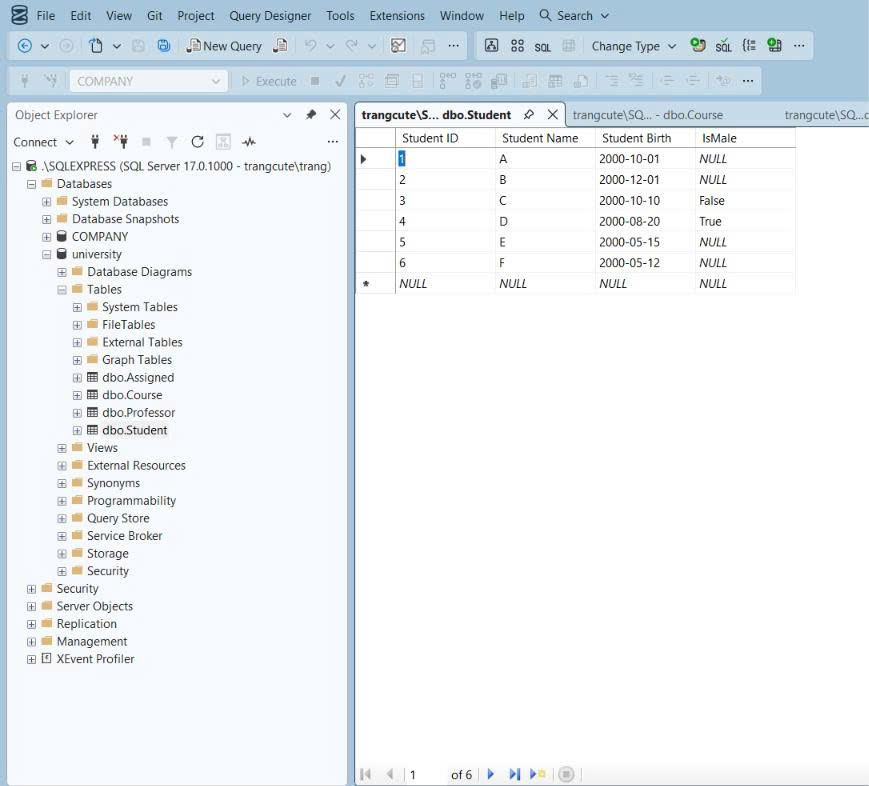 File Edit View Git Project Query Designer Tools Extensions Window Help Search
New Query SQL Change Type SQL
COMPANY Execute
Object Explorer
Connect
.\SQLEXPRESS (SQL Server 17.0.1000 - trangcute\trang)
Databases
System Databases
Database Snapshots
COMPANY
university
Database Diagrams
Tables
System Tables
FileTables
External Tables
Graph Tables
dbo.Assigned
dbo.Course
dbo.Professor
dbo.Student
Views
External Resources
Synonyms
Programmability
Query Store
Service Broker
Storage
Security
Security
Server Objects
Replication
Management
XEvent Profiler
trangcute\S... dbo.Student trangcute\SQ... - dbo.Course trangcute\SQ...c
Student ID Student Name Student Birth IsMale
1 A 2000-10-01 NULL
2 B 2000-12-01 NULL
3 C 2000-10-10 False
4 D 2000-08-20 True
5 E 2000-05-15 NULL
6 F 2000-05-12 NULL
* NULL NULL NULL NULL
1 of 6